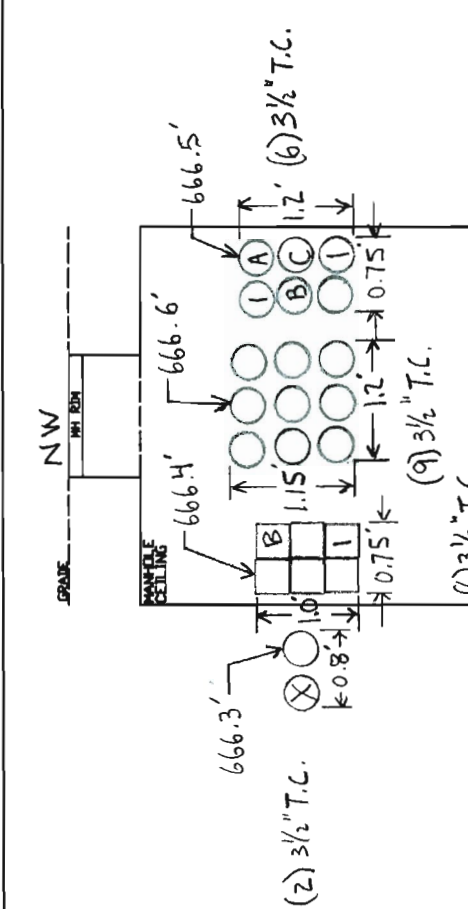 NW
GRADE
MH RIM
MANHOLE
CEILING
666.3'
666.4'
666.6'
666.5'
X
B
1
1 A
B C
1
1.0'
1.15'
1.2'
0.8'
0.75'
1.2'
0.75'
(2) 3½" T.C.
(9) 3½" T.C.
(6) 3½" T.C.